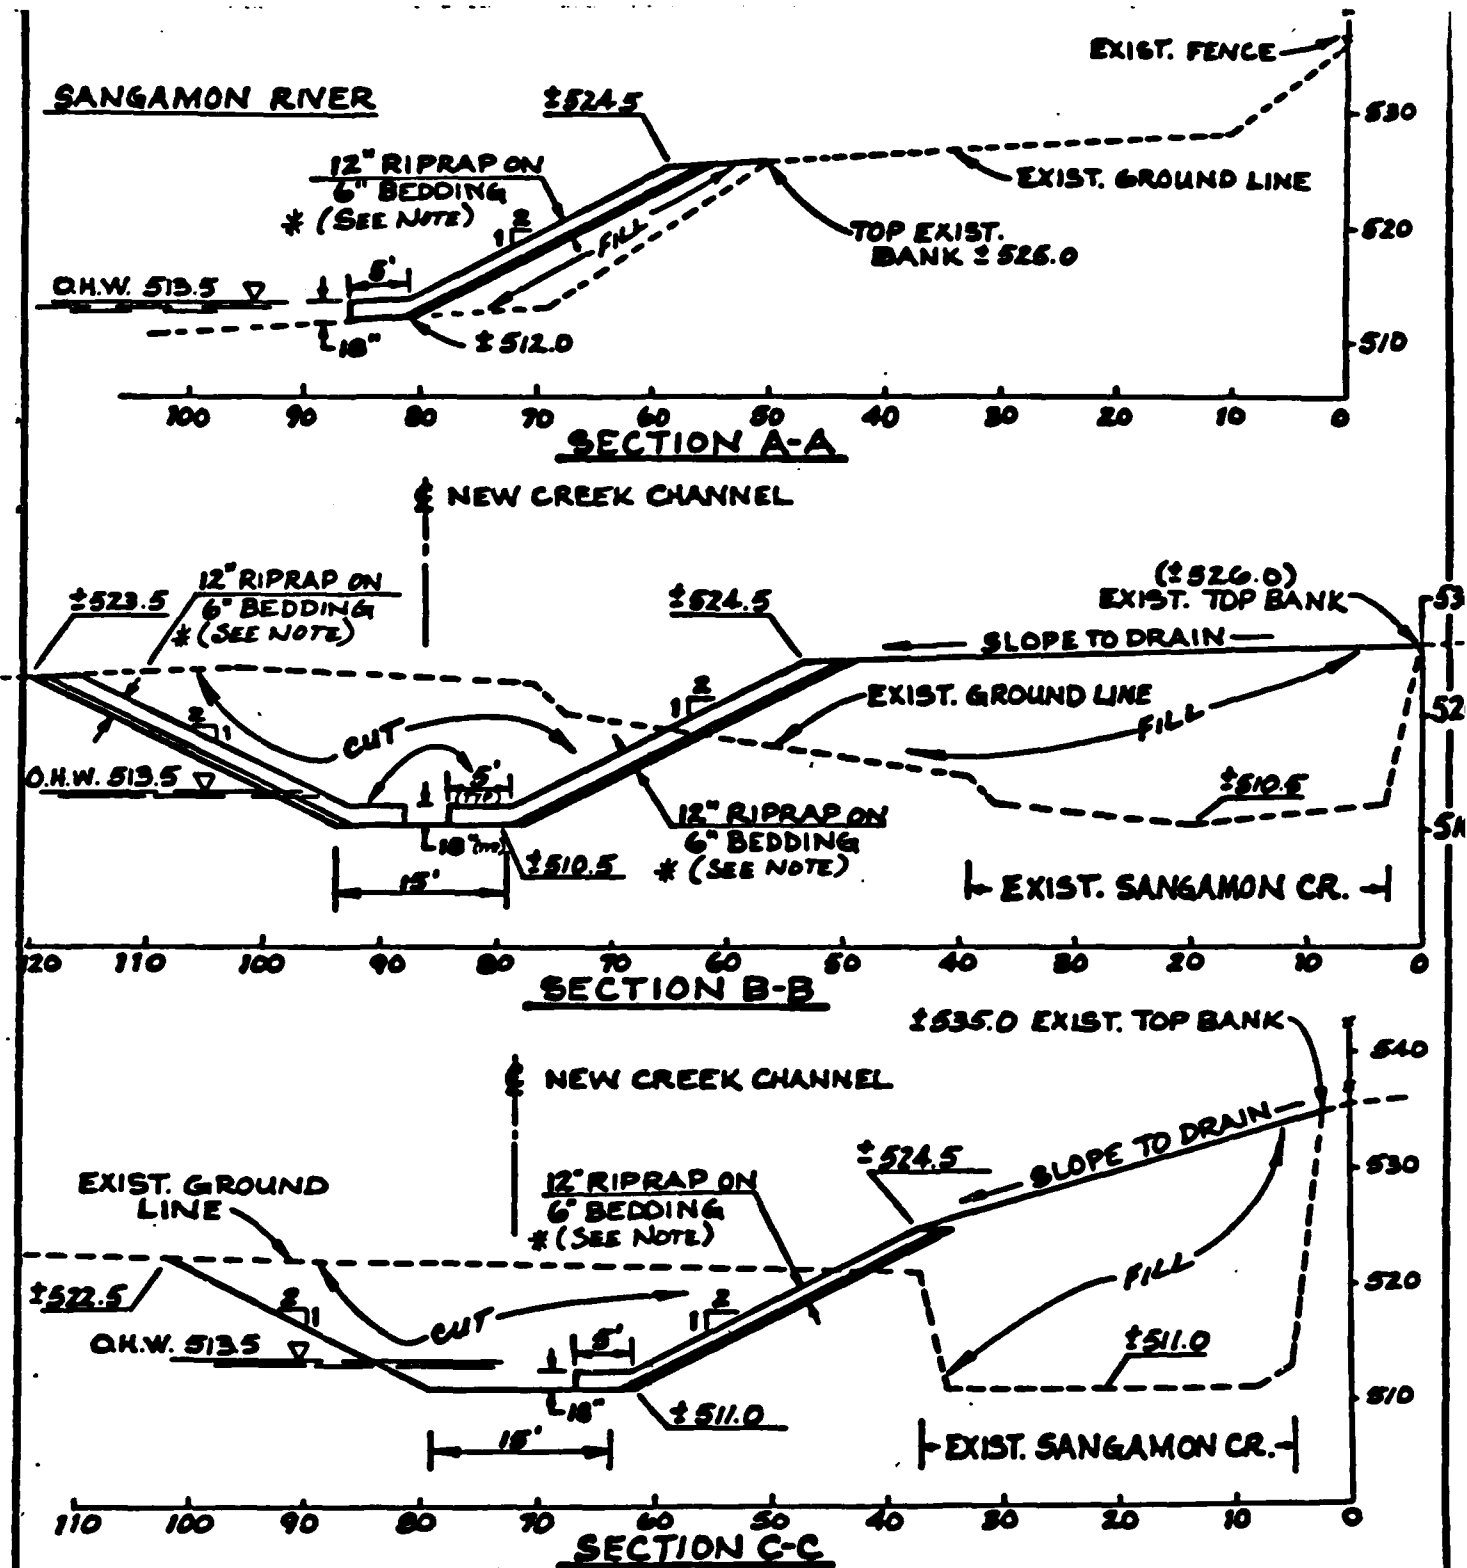 EXIST. FENCE
SANGAMON RIVER
±524.5
530
12" RIPRAP ON
6" BEDDING
* (SEE NOTE)
2
1
FILL
EXIST. GROUND LINE
TOP EXIST.
BANK ±525.0
520
5'
O.H.W. 513.5
18"
±512.0
510
100 90 80 70 60 50 40 30 20 10 0
SECTION A-A
℄ NEW CREEK CHANNEL
(±526.0)
EXIST. TOP BANK
53
±523.5
12" RIPRAP ON
6" BEDDING
* (SEE NOTE)
±524.5
SLOPE TO DRAIN
2
1
CUT
2
1
EXIST. GROUND LINE
FILL
52
O.H.W. 513.5
5'
(TYP)
±510.5
12" RIPRAP ON
6" BEDDING
* (SEE NOTE)
51
18"
±510.5
15'
EXIST. SANGAMON CR.
120 110 100 90 80 70 60 50 40 30 20 10 0
SECTION B-B
±535.0 EXIST. TOP BANK
540
℄ NEW CREEK CHANNEL
SLOPE TO DRAIN
±524.5
530
EXIST. GROUND
LINE
12" RIPRAP ON
6" BEDDING
* (SEE NOTE)
FILL
520
±522.5
2
1
CUT
2
1
O.H.W. 513.5
5'
±511.0
510
18"
±511.0
15'
EXIST. SANGAMON CR.
110 100 90 80 70 60 50 40 30 20 10 0
SECTION C-C